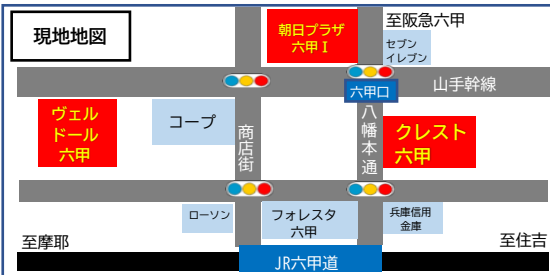 現地地図
朝日プラザ
六甲Ⅰ
至阪急六甲
セブン
イレブン
六甲口
山手幹線
ヴェル
ドール
六甲
コープ
商店街
八幡本通
クレスト
六甲
ローソン
フォレスタ
六甲
兵庫信用
金庫
至摩耶
至住吉
JR六甲道